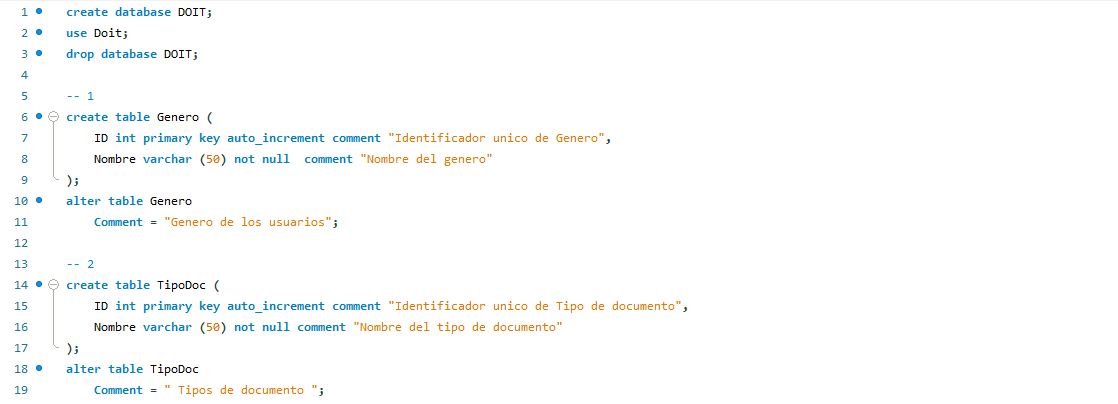 1 create database DOIT;
2 use Doit;
3 drop database DOIT;
4
5 -- 1
6 create table Genero (
7 ID int primary key auto_increment comment "Identificador unico de Genero",
8 Nombre varchar (50) not null  comment "Nombre del genero"
9 );
10 alter table Genero
11 Comment = "Genero de los usuarios";
12
13 -- 2
14 create table TipoDoc (
15 ID int primary key auto_increment comment "Identificador unico de Tipo de documento",
16 Nombre varchar (50) not null comment "Nombre del tipo de documento"
17 );
18 alter table TipoDoc
19 Comment = " Tipos de documento ";